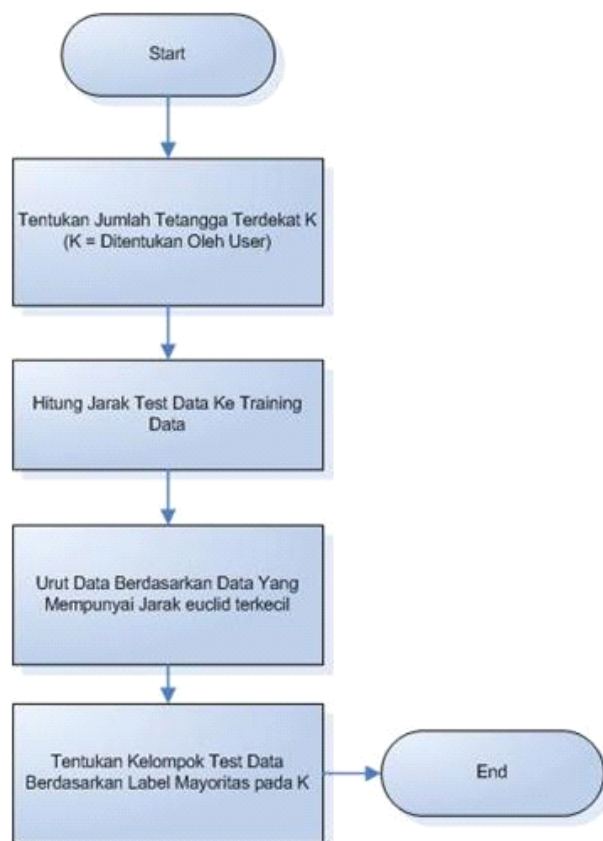 Start
Tentukan Jumlah Tetangga Terdekat K
(K = Ditentukan Oleh User)
Hitung Jarak Test Data Ke Training
Data
Urut Data Berdasarkan Data Yang
Mempunyai Jarak euclid terkecil
Tentukan Kelompok Test Data
Berdasarkan Label Mayoritas pada K
End